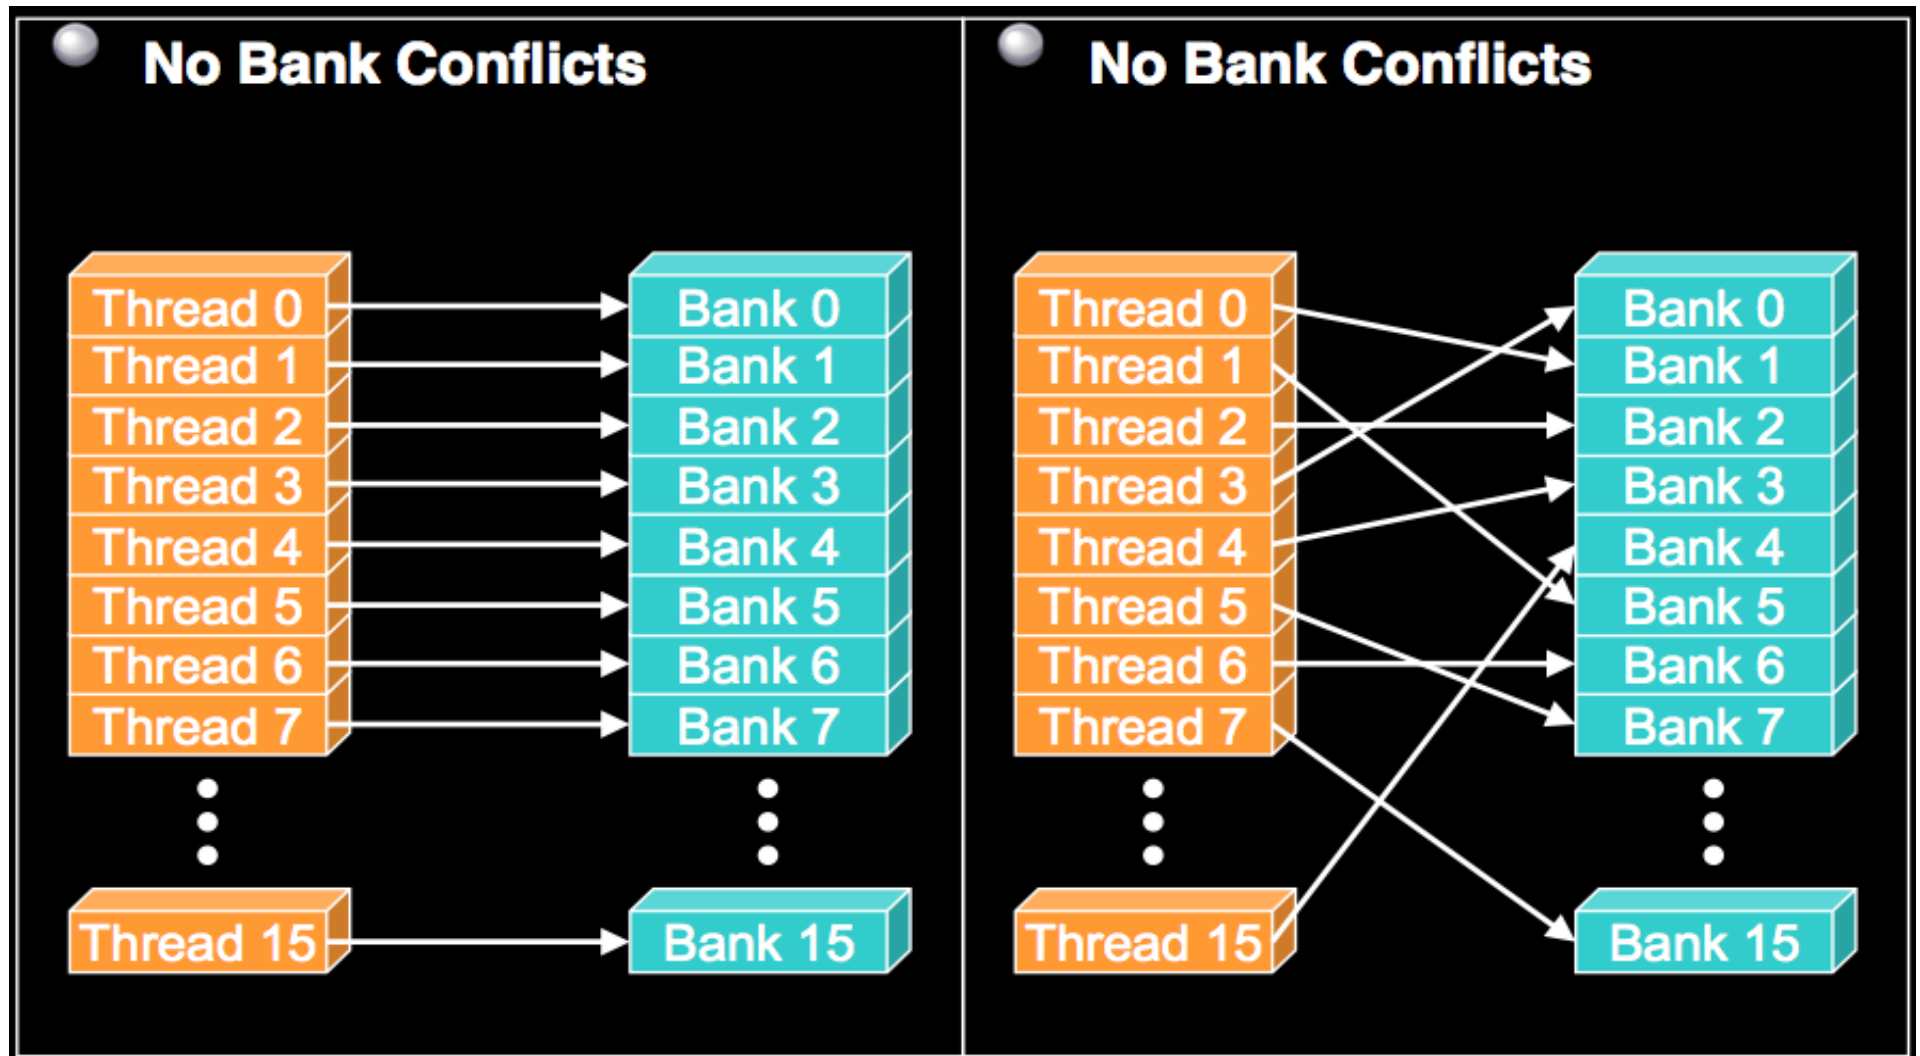 No Bank Conflicts
Thread 0 Bank 0
Thread 1 Bank 1
Thread 2 Bank 2
Thread 3 Bank 3
Thread 4 Bank 4
Thread 5 Bank 5
Thread 6 Bank 6
Thread 7 Bank 7
Thread 15 Bank 15
No Bank Conflicts
Thread 0 Bank 0
Thread 1 Bank 1
Thread 2 Bank 2
Thread 3 Bank 3
Thread 4 Bank 4
Thread 5 Bank 5
Thread 6 Bank 6
Thread 7 Bank 7
Thread 15 Bank 15